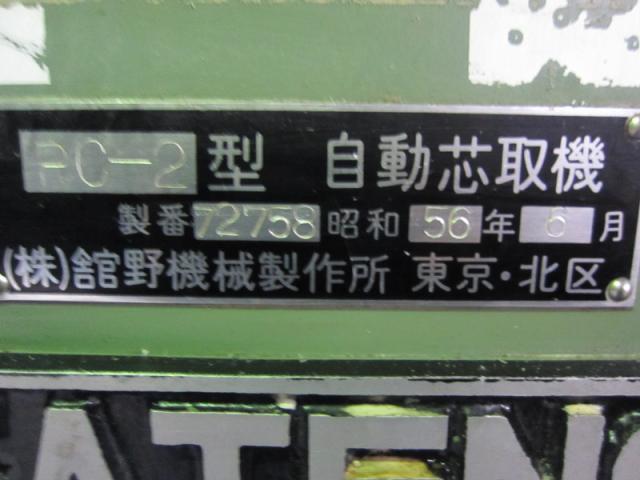 PC-2型 自動芯取機
製番72758昭和56年6月
(株)舘野機械製作所 東京・北区
ATENO